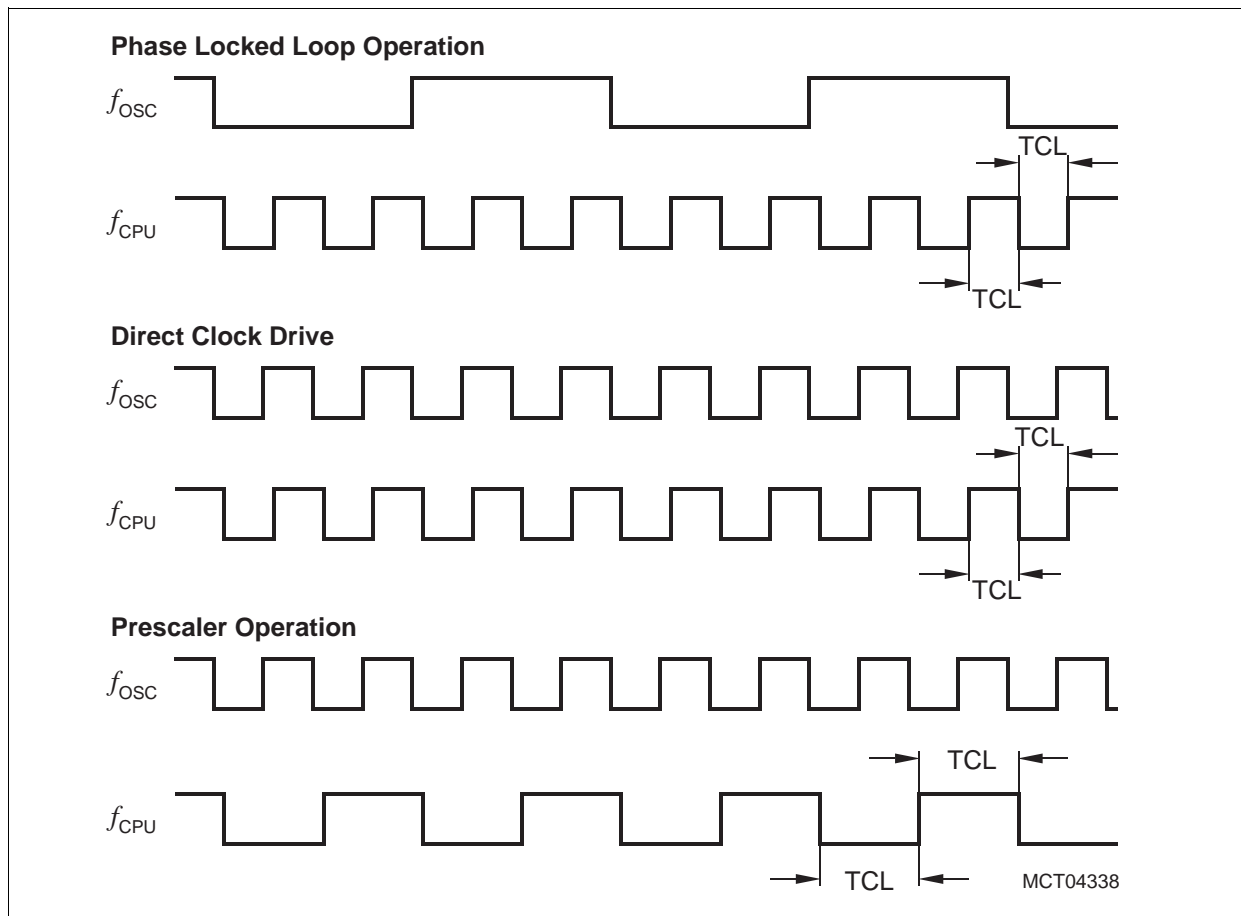 Phase Locked Loop Operation
fOSC
TCL
fCPU
TCL
Direct Clock Drive
fOSC
TCL
fCPU
TCL
Prescaler Operation
fOSC
TCL
fCPU
TCL
MCT04338